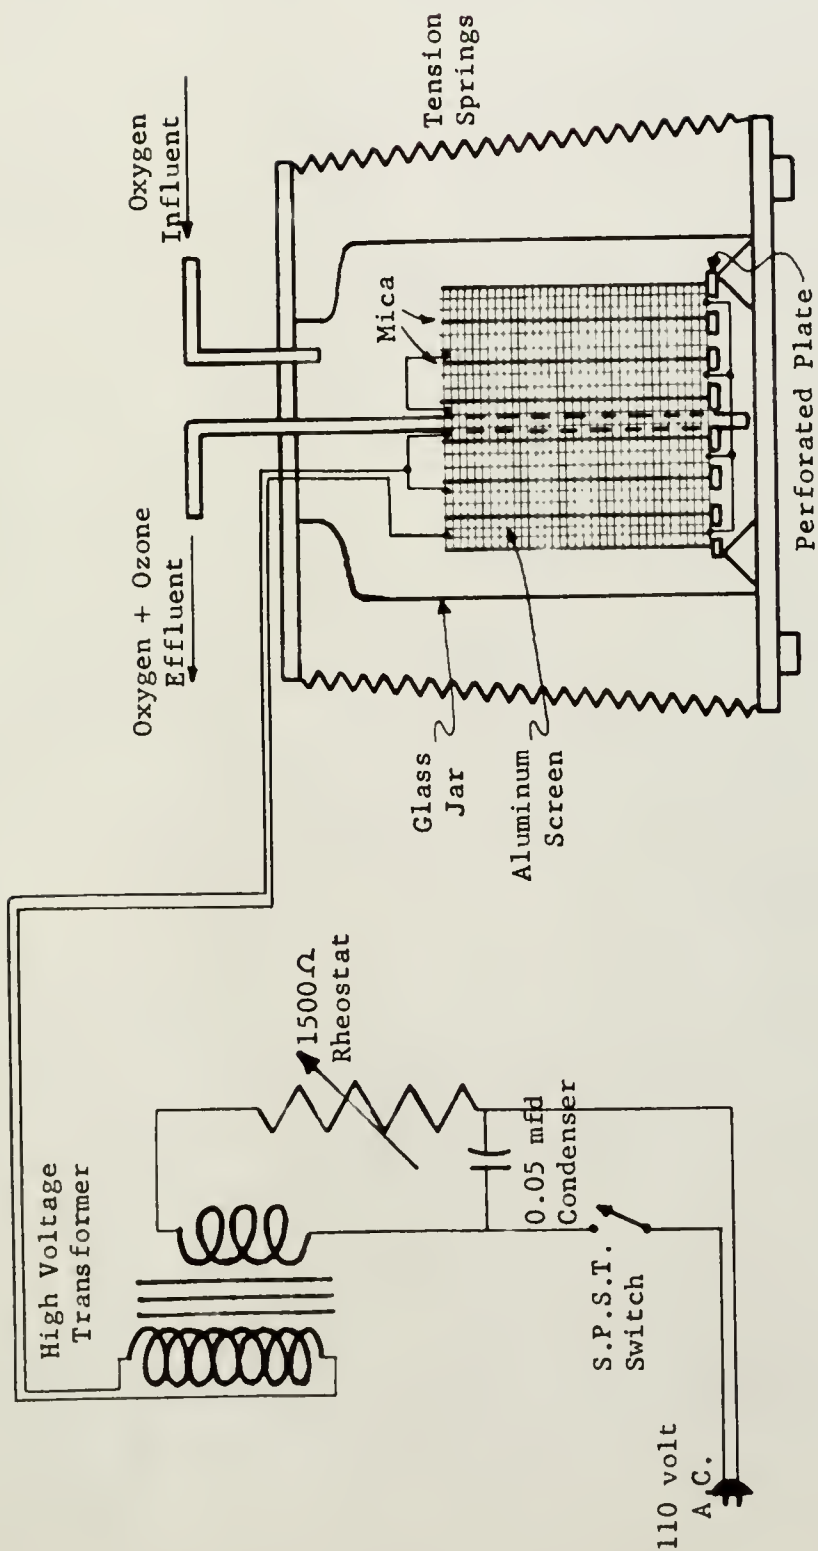 Oxygen
Influent
Oxygen + Ozone
Effluent
Tension
Springs
Mica
Glass
Jar
Aluminum
Screen
Perforated Plate
High Voltage
Transformer
1500Ω
Rheostat
0.05 mfd
Condenser
S.P.S.T.
Switch
110 volt
A.C.